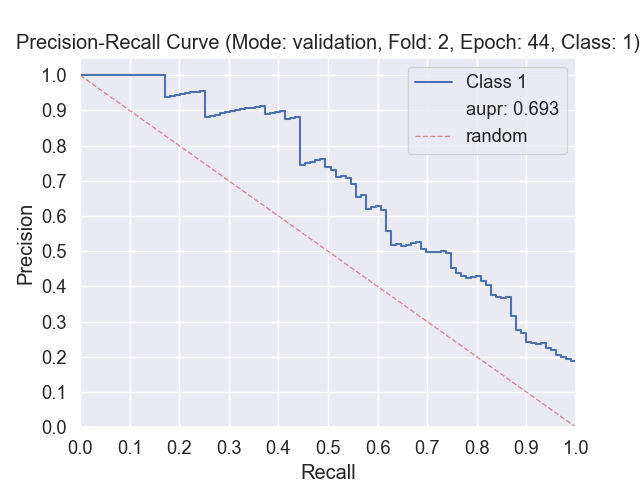 Precision-Recall Curve (Mode: validation, Fold: 2, Epoch: 44, Class: 1)
1.0
0.9
0.8
0.7
0.6
0.5
0.4
0.3
0.2
0.1
0.0
Precision
Class 1
aupr: 0.693
random
0.0 0.1 0.2 0.3 0.4 0.5 0.6 0.7 0.8 0.9 1.0
Recall